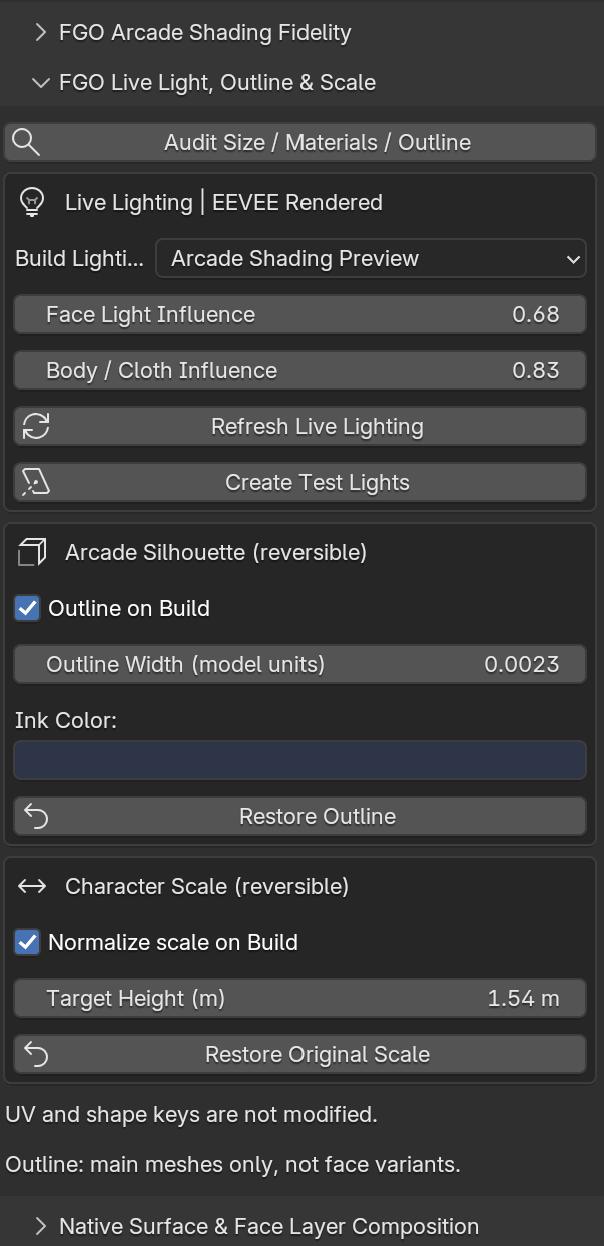 FGO Arcade Shading Fidelity
FGO Live Light, Outline & Scale
Audit Size / Materials / Outline
Live Lighting | EEVEE Rendered
Build Lighti... Arcade Shading Preview
Face Light Influence 0.68
Body / Cloth Influence 0.83
Refresh Live Lighting
Create Test Lights
Arcade Silhouette (reversible)
Outline on Build
Outline Width (model units) 0.0023
Ink Color:
Restore Outline
Character Scale (reversible)
Normalize scale on Build
Target Height (m) 1.54 m
Restore Original Scale
UV and shape keys are not modified.
Outline: main meshes only, not face variants.
Native Surface & Face Layer Composition